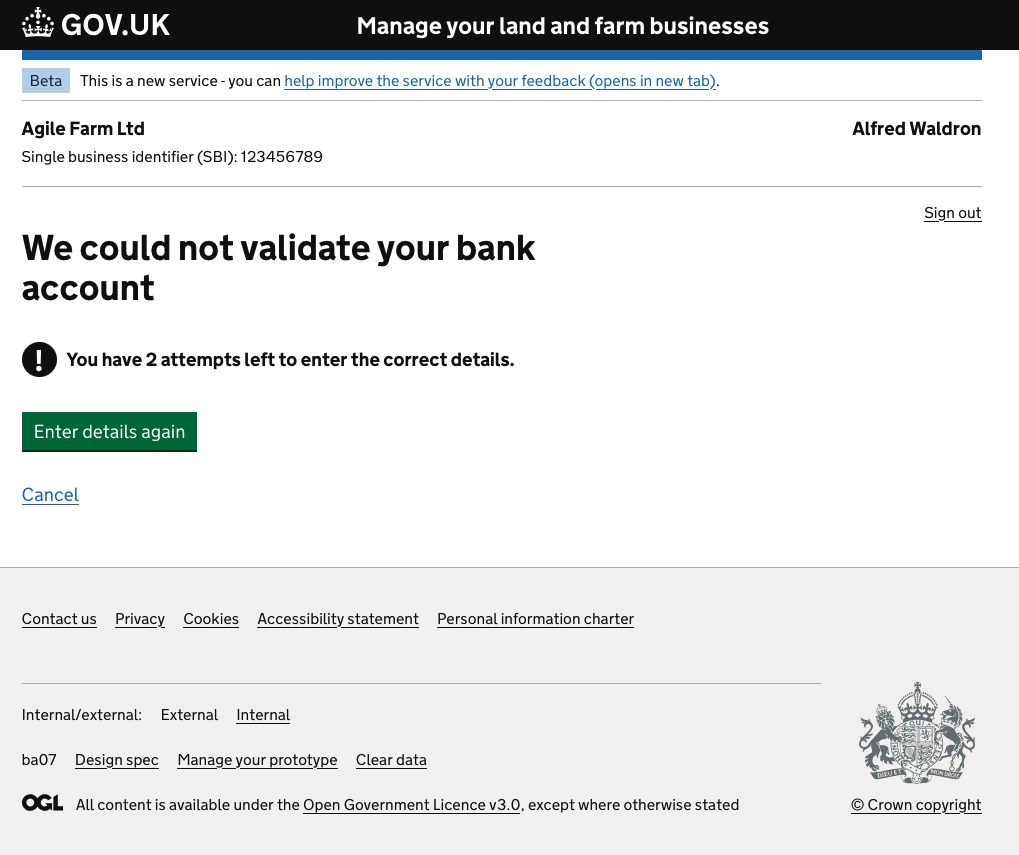 GOV.UK Manage your land and farm businesses
Beta This is a new service - you can help improve the service with your feedback (opens in new tab).
Agile Farm Ltd Alfred Waldron
Single business identifier (SBI): 123456789
Sign out
We could not validate your bank
account
! You have 2 attempts left to enter the correct details.
Enter details again
Cancel
Contact us Privacy Cookies Accessibility statement Personal information charter
Internal/external: External Internal
ba07 Design spec Manage your prototype Clear data
OGL All content is available under the Open Government Licence v3.0, except where otherwise stated
© Crown copyright